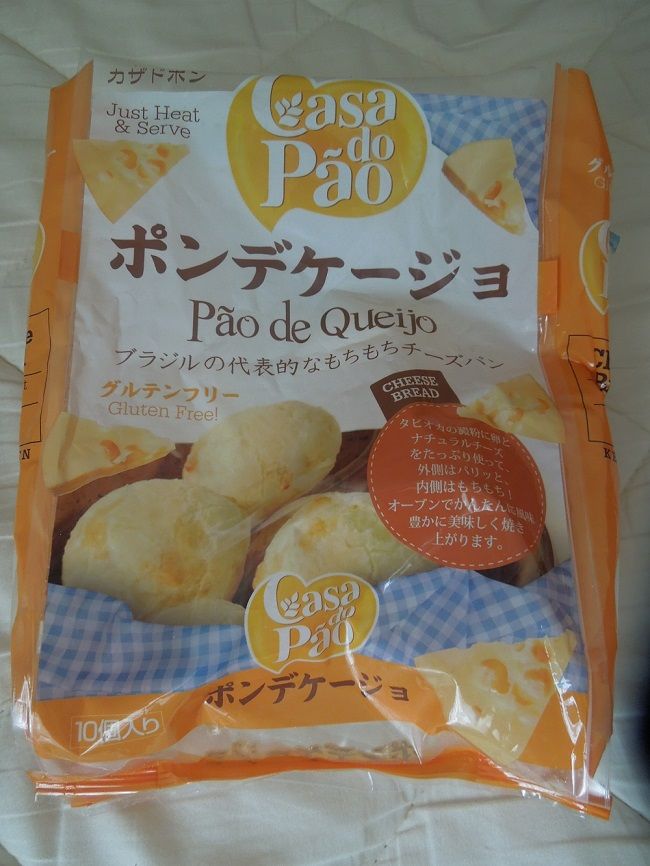 カザドポン
Just Heat
& Serve
Casa
do
Pão
ポンデケージョ
Pão de Queijo
ブラジルの代表的なもちもちチーズパン
グルテンフリー
Gluten Free!
CHEESE
BREAD
タピオカの澱粉に卵と
ナチュラルチーズ
をたっぷり使って、
外側はパリッと、
内側はもちもち！
オーブンでかんたんに風味
豊かに美味しく焼き
上がります。
Casa
do
Pão
ポンデケージョ
10個入り